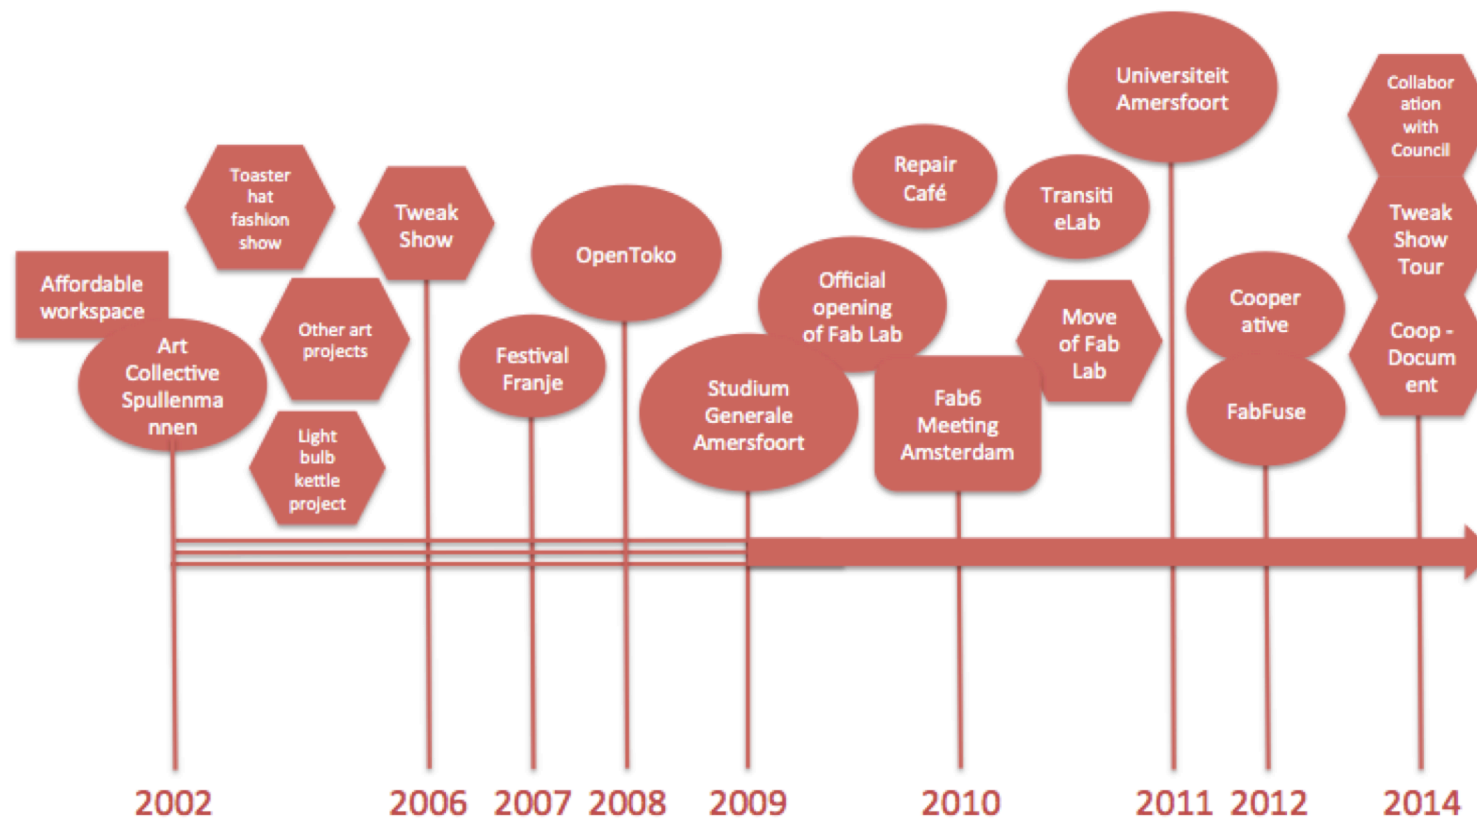 Affordable
workspace
Art
Collective
Spullenma
nnen
Toaster
hat
fashion
show
Other art
projects
Light
bulb
kettle
project
Tweak
Show
Festival
Franje
OpenToko
Studium
Generale
Amersfoort
Official
opening
of Fab Lab
Repair
Café
Fab6
Meeting
Amsterdam
Transiti
eLab
Move
of Fab
Lab
Universiteit
Amersfoort
Cooper
ative
FabFuse
Collabor
ation
with
Council
Tweak
Show
Tour
Coop -
Docum
ent
2002
2006
2007
2008
2009
2010
2011
2012
2014